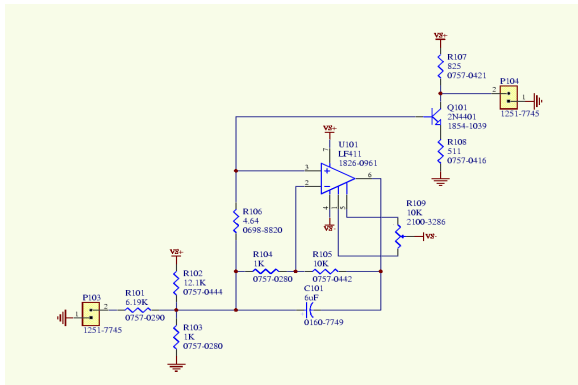 VS+
R107
825
0757-0421
P104
2
1
1251-7745
Q101
2N4401
1854-1039
R108
511
0757-0416
VS+
U101
LF411
1826-0961
7
3
2
6
4
1
5
VS-
R109
10K
2100-3286
VS-
R106
4.64
0698-8820
R104
1K
0757-0280
R105
10K
0757-0442
C101
6uF
0160-7749
VS+
R102
12.1K
0757-0444
P103
2
1
1251-7745
R101
6.19K
0757-0290
R103
1K
0757-0280